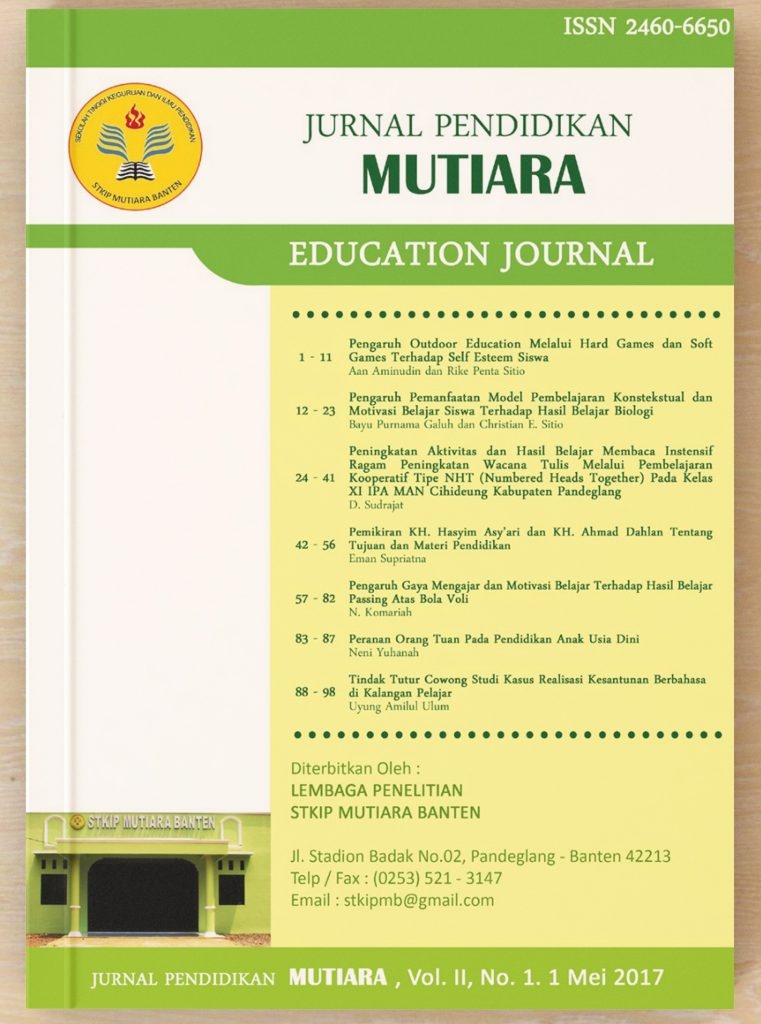 ISSN 2460-6650
SEKOLAH TINGGI KEGURUAN DAN ILMU PENDIDIKAN
STKIP MUTIARA BANTEN
JURNAL PENDIDIKAN
MUTIARA
EDUCATION JOURNAL
1 - 11
Pengaruh Outdoor Education Melalui Hard Games dan Soft
Games Terhadap Self Esteem Siswa
Aan Aminudin dan Rike Penta Sitio
12 - 23
Pengaruh Pemanfaatan Model Pembelajaran Konstekstual dan
Motivasi Belajar Siswa Terhadap Hasil Belajar Biologi
Bayu Purnama Galuh dan Christian E. Sitio
24 - 41
Peningkatan Aktivitas dan Hasil Belajar Membaca Instensif
Ragam Peningkatan Wacana Tulis Melalui Pembelajaran
Kooperatif Tipe NHT (Numbered Heads Together) Pada Kelas
XI IPA MAN Cihideung Kabupaten Pandeglang
D. Sudrajat
42 - 56
Pemikiran KH. Hasyim Asy'ari dan KH. Ahmad Dahlan Tentang
Tujuan dan Materi Pendidikan
Eman Supriatna
57 - 82
Pengaruh Gaya Mengajar dan Motivasi Belajar Terhadap Hasil Belajar
Passing Atas Bola Voli
N. Komariah
83 - 87
Peranan Orang Tuan Pada Pendidikan Anak Usia Dini
Neni Yuhanah
88 - 98
Tindak Tutur Cowong Studi Kasus Realisasi Kesantunan Berbahasa
di Kalangan Pelajar
Uyung Amilul Ulum
Diterbitkan Oleh :
LEMBAGA PENELITIAN
STKIP MUTIARA BANTEN
Jl. Stadion Badak No.02, Pandeglang - Banten 42213
Telp / Fax : (0253) 521 - 3147
Email : stkipmb@gmail.com
STKIP MUTIARA BANTEN
JURNAL PENDIDIKAN MUTIARA , Vol. II, No. 1. 1 Mei 2017